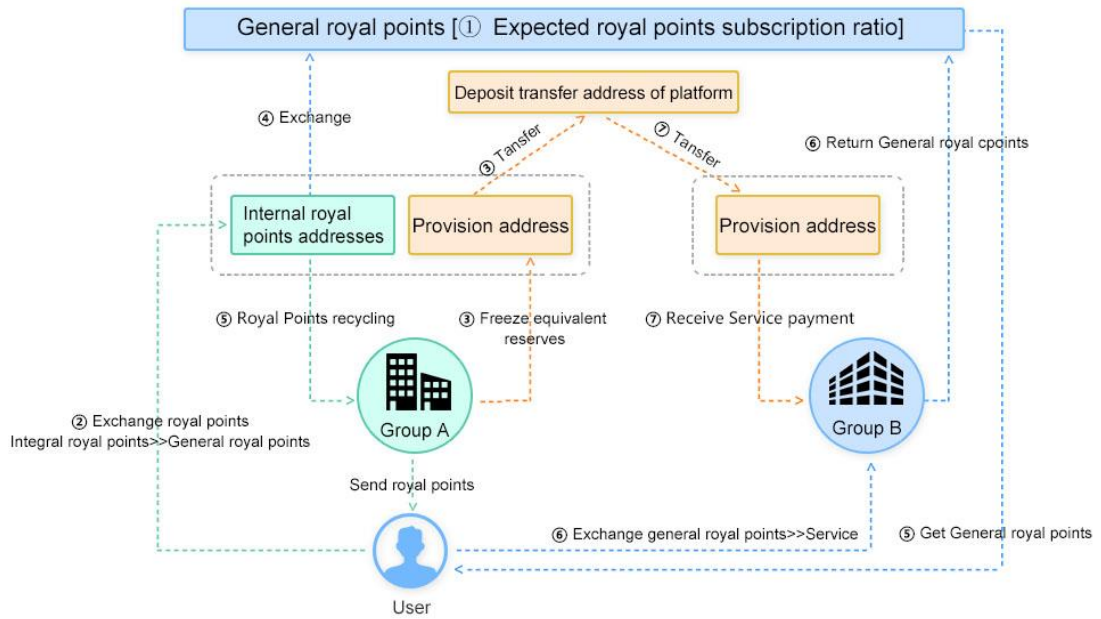 General royal points [① Expected royal points subscription ratio]
Deposit transfer address of platform
④ Exchange
③ Tansfer
⑦ Tansfer
⑥ Return General royal cpoints
Internal royal
points addresses
Provision address
Provision address
⑤ Royal Points recycling
③ Freeze equivalent
reserves
⑦ Receive Service payment
Group A
Group B
② Exchange royal points
Integral royal points>>General royal points
Send royal points
⑥ Exchange general royal points>>Service
⑤ Get General royal points
User